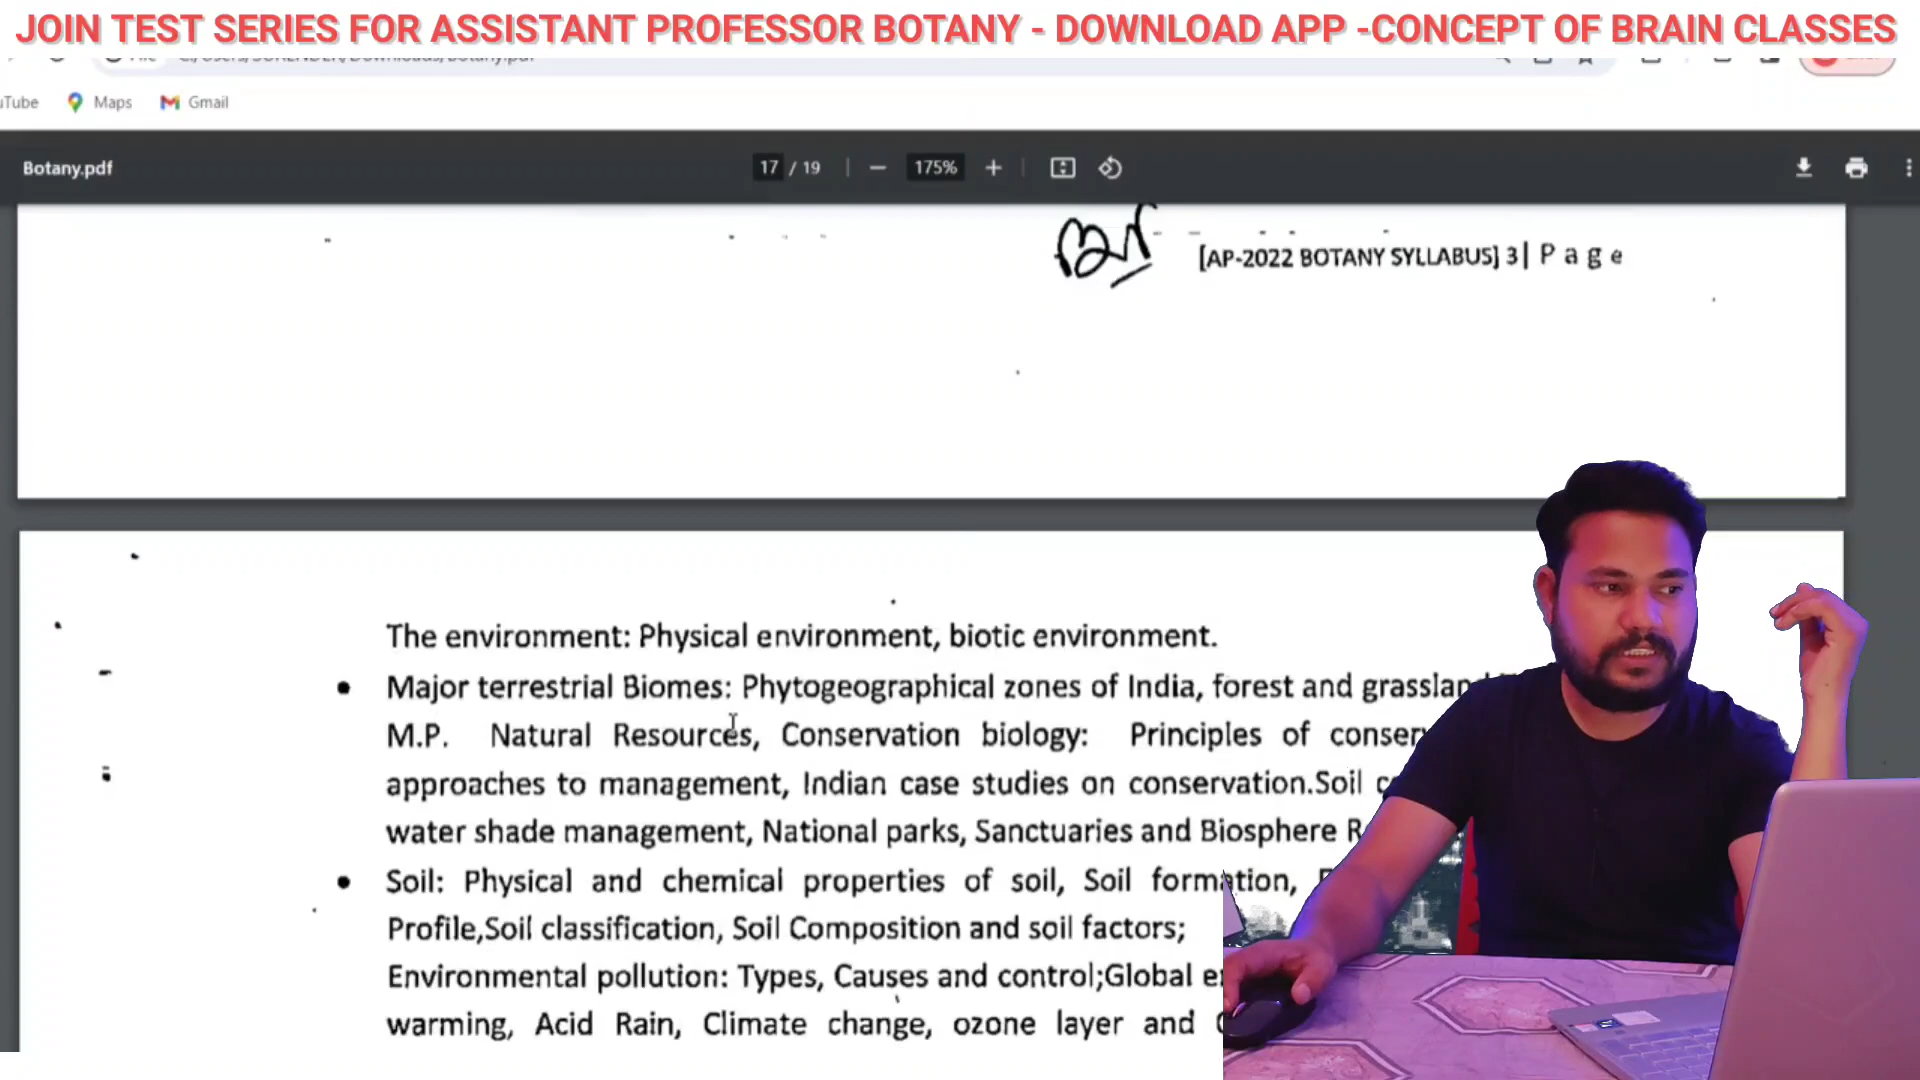 JOIN TEST SERIES FOR ASSISTANT PROFESSOR BOTANY - DOWNLOAD APP -CONCEPT OF BRAIN CLASSES
uTube Maps Gmail
Botany.pdf 17 / 19 175%
[AP-2022 BOTANY SYLLABUS] 3| P a g e
The environment: Physical environment, biotic environment.
• Major terrestrial Biomes: Phytogeographical zones of India, forest and grasslan
M.P. Natural Resources, Conservation biology: Principles of conser
approaches to management, Indian case studies on conservation.Soil c
water shade management, National parks, Sanctuaries and Biosphere R
• Soil: Physical and chemical properties of soil, Soil formation,
Profile,Soil classification, Soil Composition and soil factors;
Environmental pollution: Types, Causes and control;Global e
warming, Acid Rain, Climate change, ozone layer and